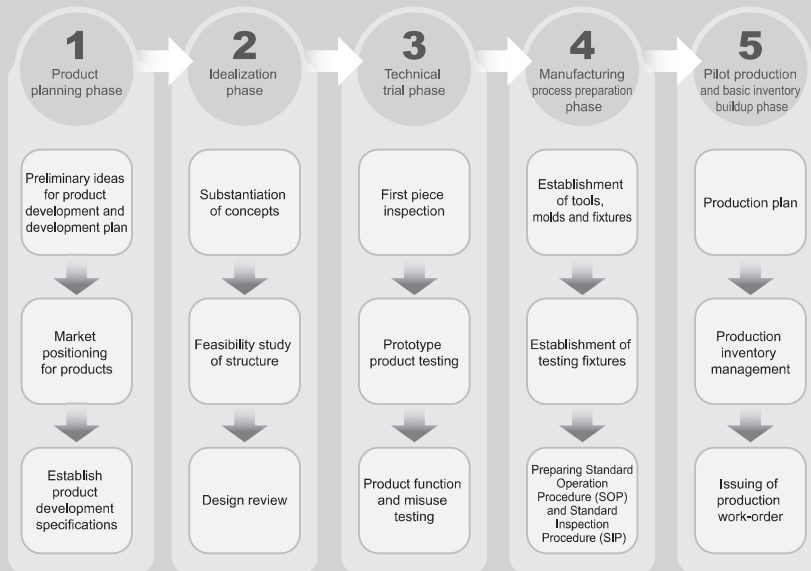 1
Product
planning phase
2
Idealization
phase
3
Technical
trial phase
4
Manufacturing
process preparation
phase
5
Pilot production
and basic inventory
buildup phase
Preliminary ideas
for product
development and
development plan
Market
positioning
for products
Establish
product
development
specifications
Substantiation
of concepts
Feasibility study
of structure
Design review
First piece
inspection
Prototype
product testing
Product function
and misuse
testing
Establishment
of tools,
molds and fixtures
Establishment of
testing fixtures
Preparing Standard
Operation
Procedure (SOP)
and Standard
Inspection
Procedure (SIP)
Production plan
Production
inventory
management
Issuing of
production
work-order